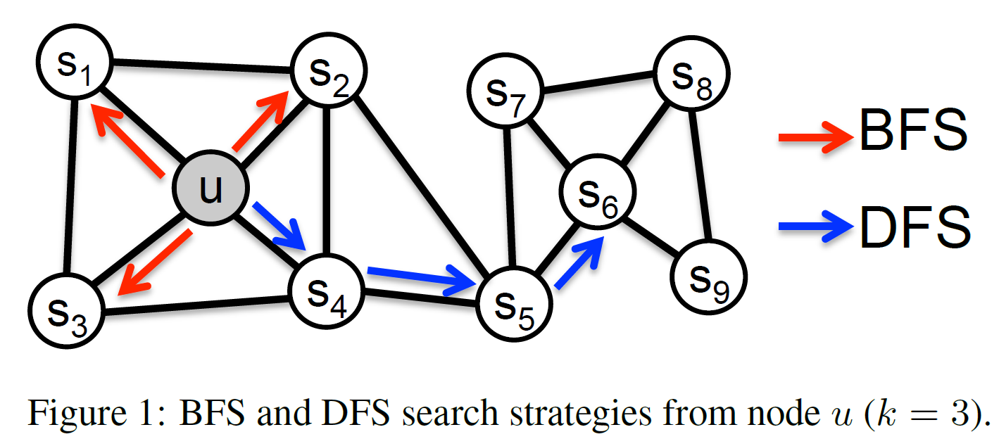 s1
s2
s7
s8
BFS
u
s6
DFS
s4
s9
s3
s5
Figure 1: BFS and DFS search strategies from node u (k = 3).